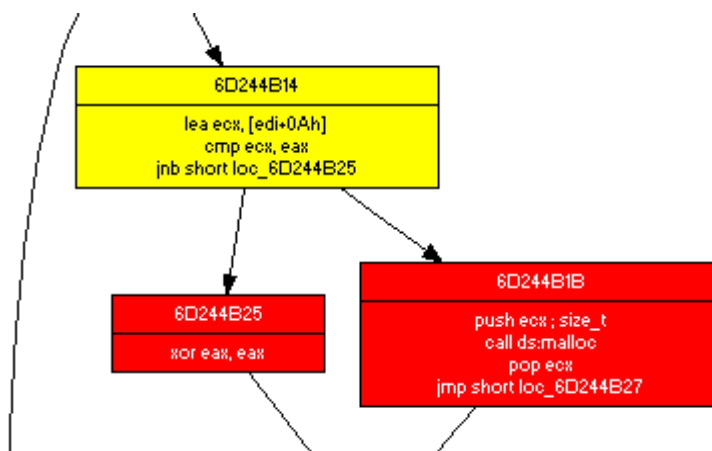 6D244B14
lea ecx, [edi+0Ah]
cmp ecx, eax
jnb short loc_6D244B25
6D244B25
xor eax, eax
6D244B1B
push ecx ; size_t
call ds:malloc
pop ecx
jmp short loc_6D244B27